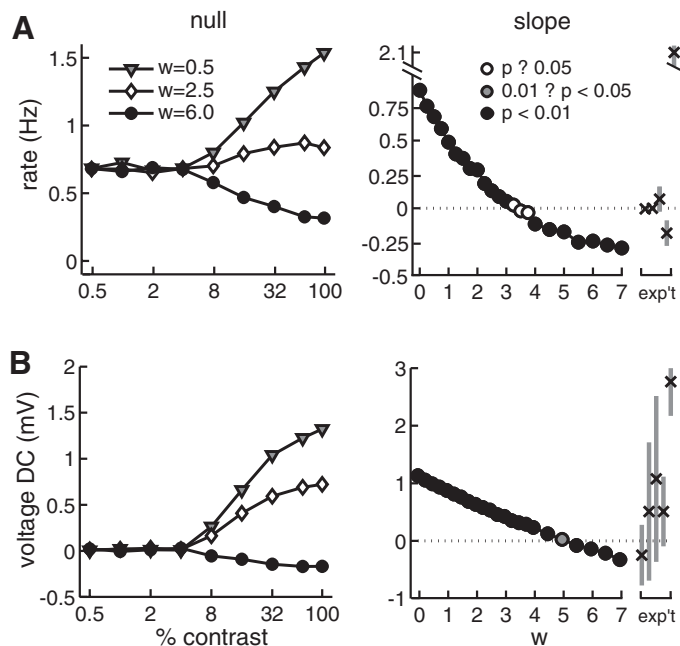 A
null
slope
rate (Hz)
1.5
1
0.5
0
w=0.5
w=2.5
w=6.0
0.5 2 8 32 100
2.1
0.75
0.5
0.25
0
-0.25
-0.5
p ? 0.05
0.01 ? p < 0.05
p < 0.01
0 1 2 3 4 5 6 7
exp't
B
voltage DC (mV)
2
1.5
1
0.5
0
-0.5
0.5 2 8 32 100
% contrast
3
2
1
0
-1
0 1 2 3 4 5 6 7
exp't
w